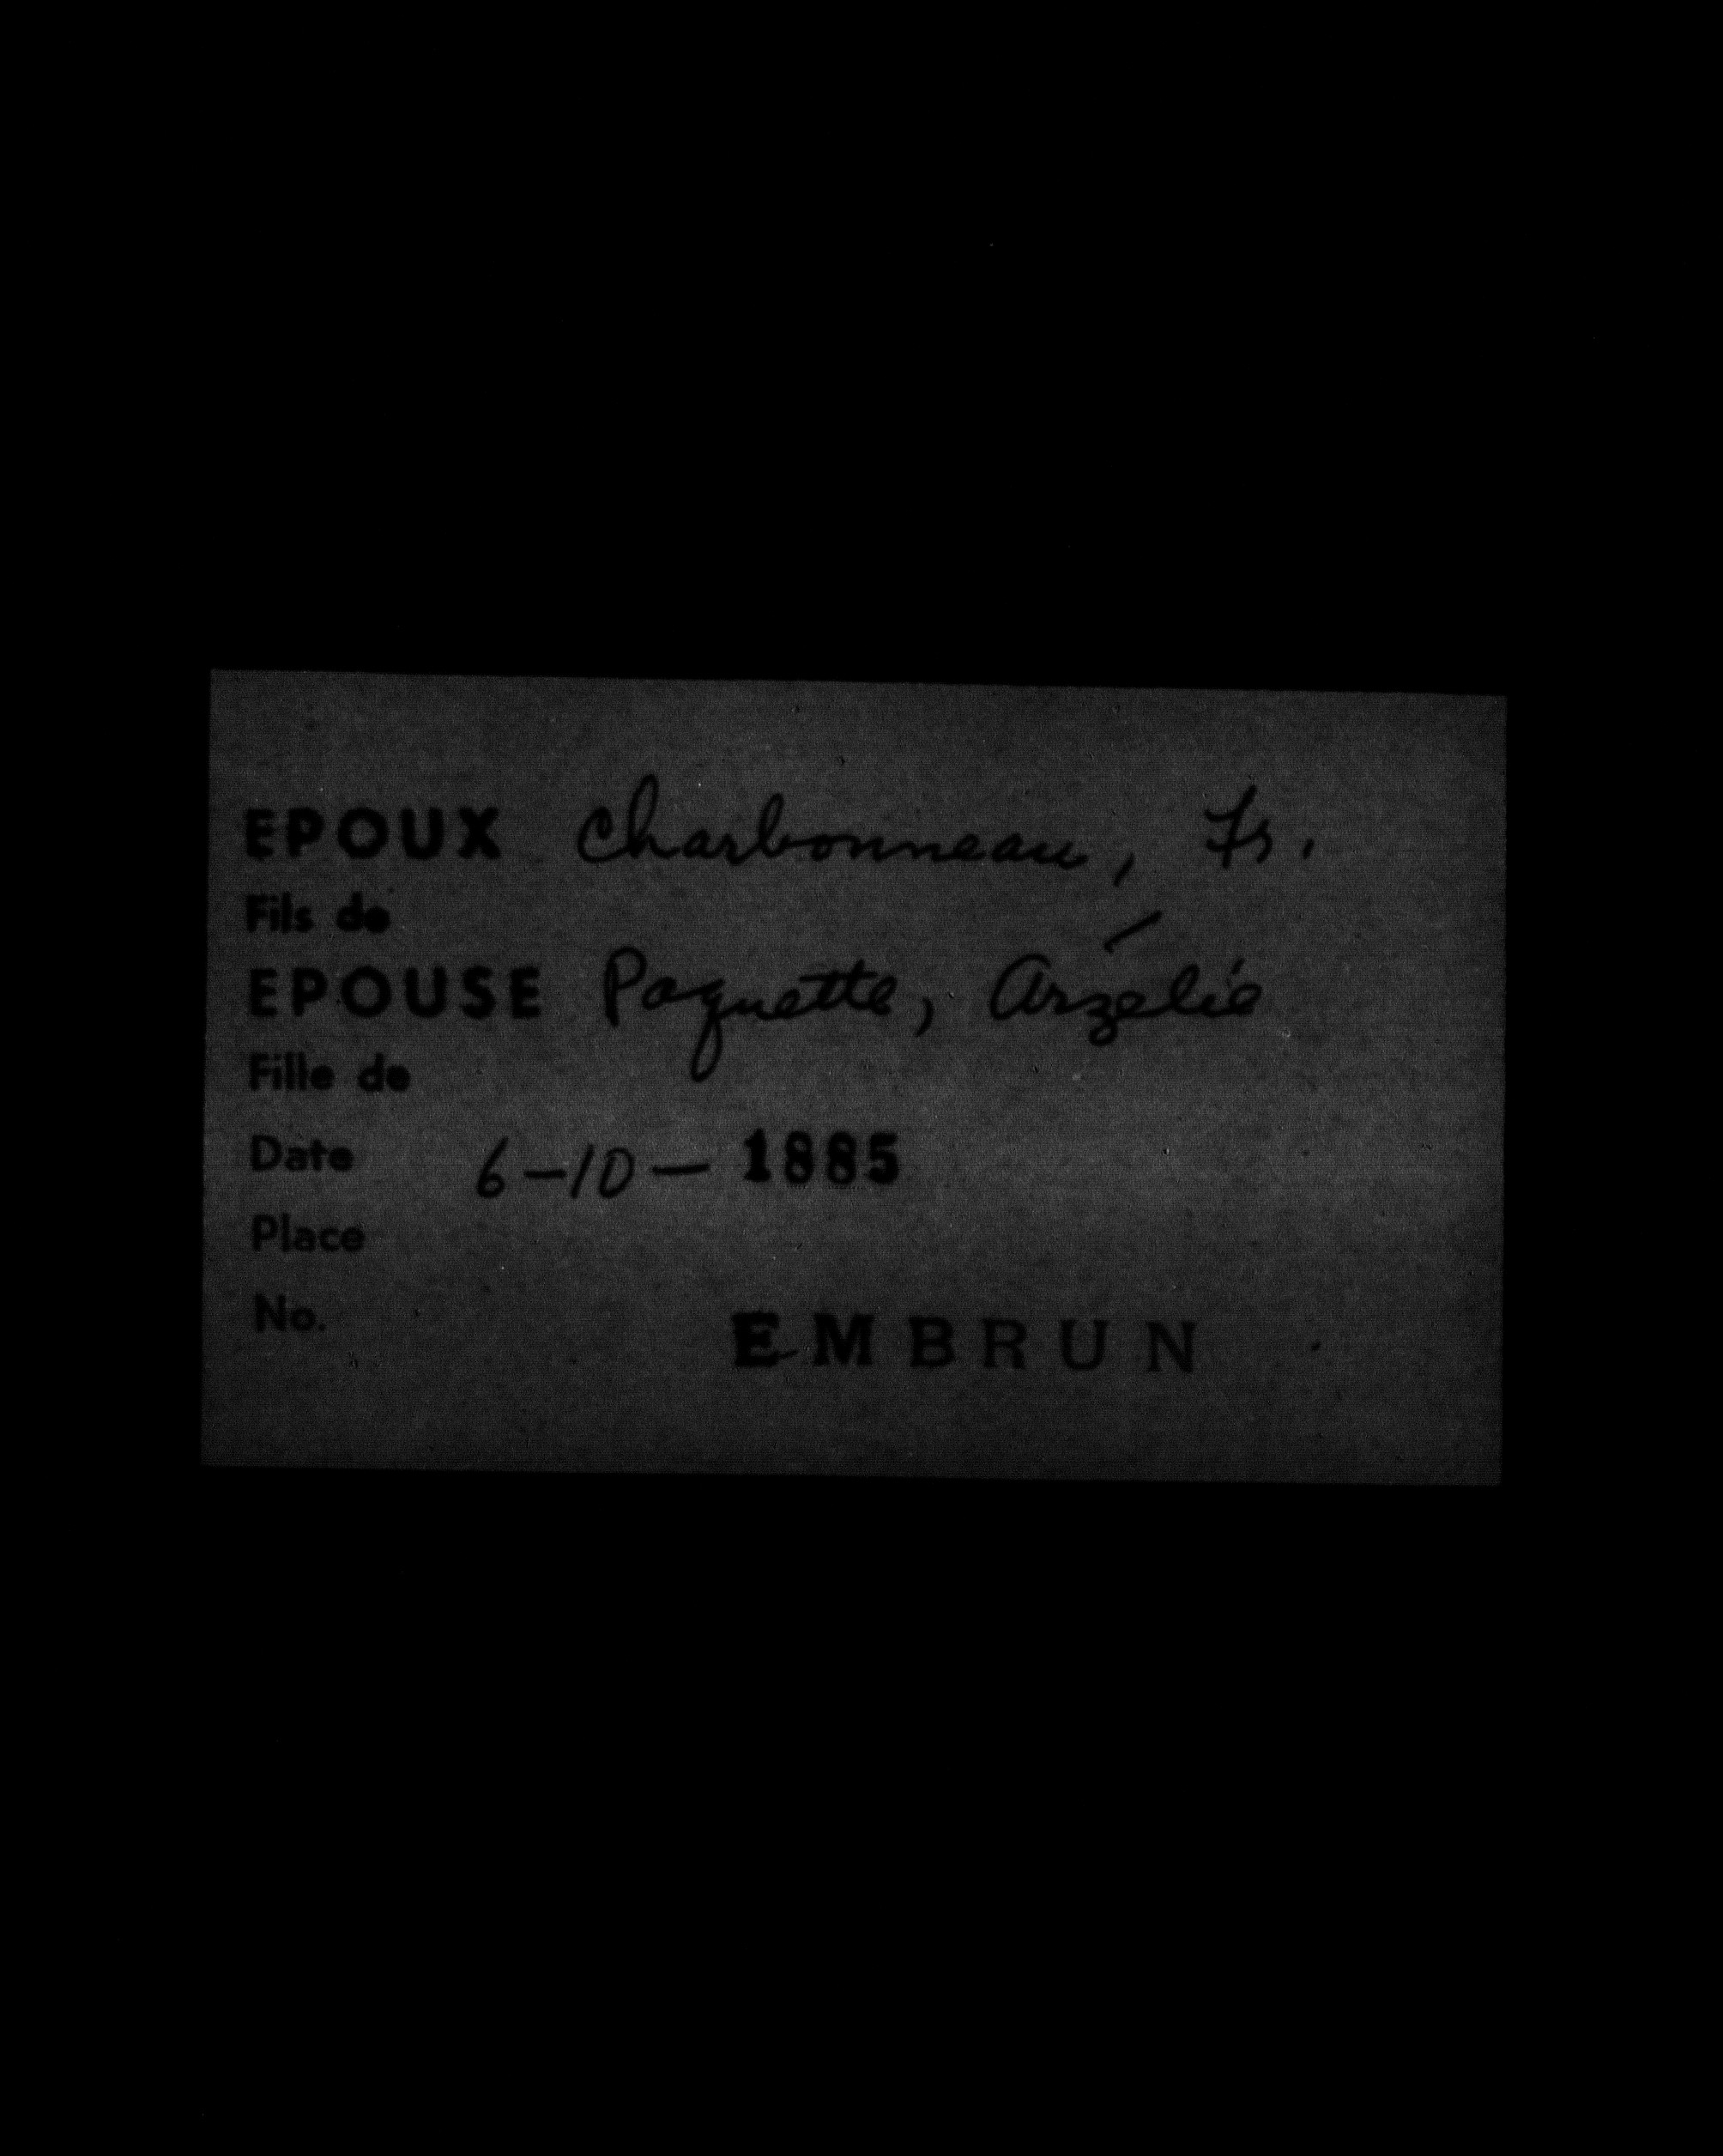 EPOUX Charbonneau, Fs.
Fils de
EPOUSE Paquette, Arzélie
Fille de
Date 6-10-1885
Place
No.
EMBRUN